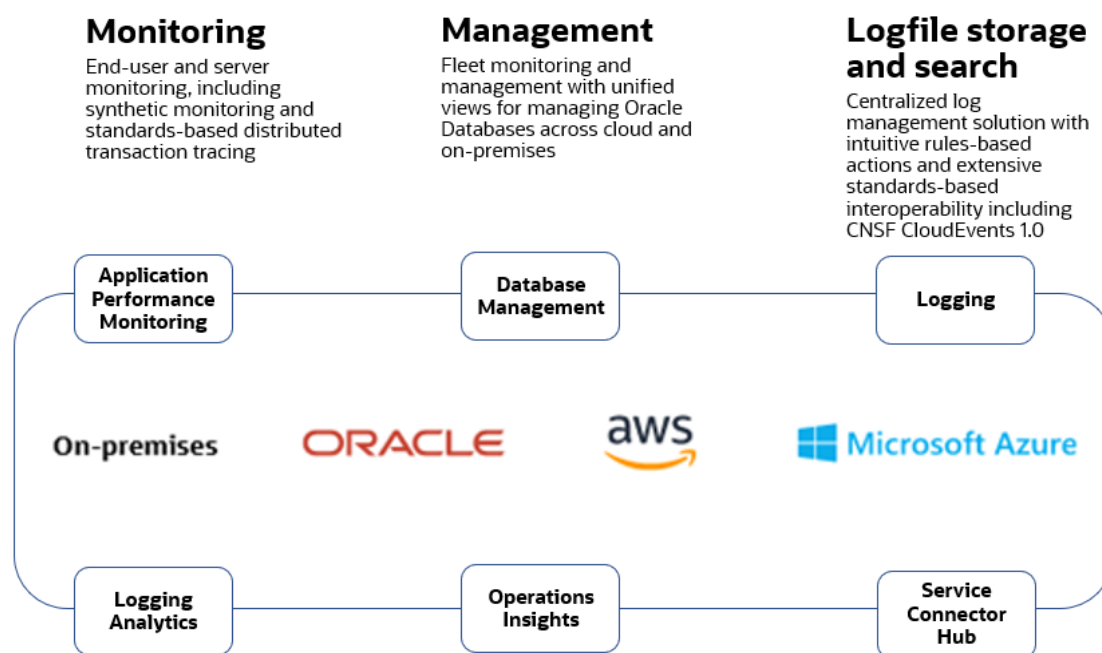 Monitoring
End-user and server
monitoring, including
synthetic monitoring and
standards-based distributed
transaction tracing
Management
Fleet monitoring and
management with unified
views for managing Oracle
Databases across cloud and
on-premises
Logfile storage
and search
Centralized log
management solution with
intuitive rules-based
actions and extensive
standards-based
interoperability including
CNSF CloudEvents 1.0
Application
Performance
Monitoring
Database
Management
Logging
On-premises
ORACLE
aws
Microsoft Azure
Logging
Analytics
Operations
Insights
Service
Connector
Hub